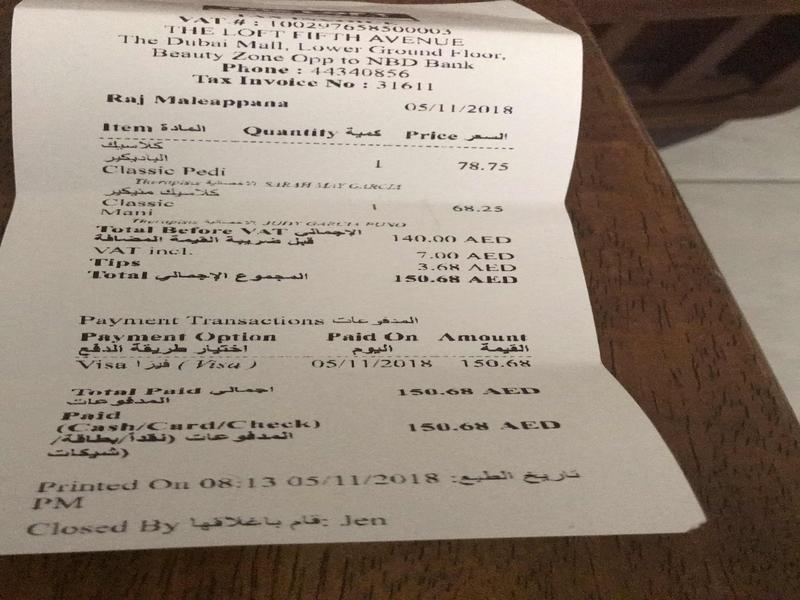 VAT # : 100297658500003
THE LOFT FIFTH AVENUE
The Dubai Mall, Lower Ground Floor,
Beauty Zone Opp to NBD Bank
Phone : 44340856
Tax Invoice No : 31611
Raj Maleappana 05/11/2018
Item المادة Quantity كمية Price السعر
كلاسيك
الباديكير
Classic Pedi 1 78.75
Therapist الاخصائية SARAH MAY GARCIA
كلاسيك منيكير
Classic 1 68.25
Mani
Therapist الاخصائية JUDY GARCIA PUNO
Total Before VAT الإجمالي
قبل ضريبة القيمة المضافة 140.00 AED
VAT incl. 7.00 AED
Tips 3.68 AED
Total المجموع الإجمالي 150.68 AED
Payment Transactions المدفوعات
Payment Option Paid On Amount
اختيار طريقة الدفع اليوم القيمة
Visa فيزا ( Visa ) 05/11/2018 150.68
Total Paid اجمالى 150.68 AED
المدفوعات
Paid
(Cash/Card/Check) 150.68 AED
المدفوعات (نقدا/بطاقة/
شيكات)
Printed On 08:13 05/11/2018 تاريخ الطبع:
PM
Closed By قام باغلاقها: Jen